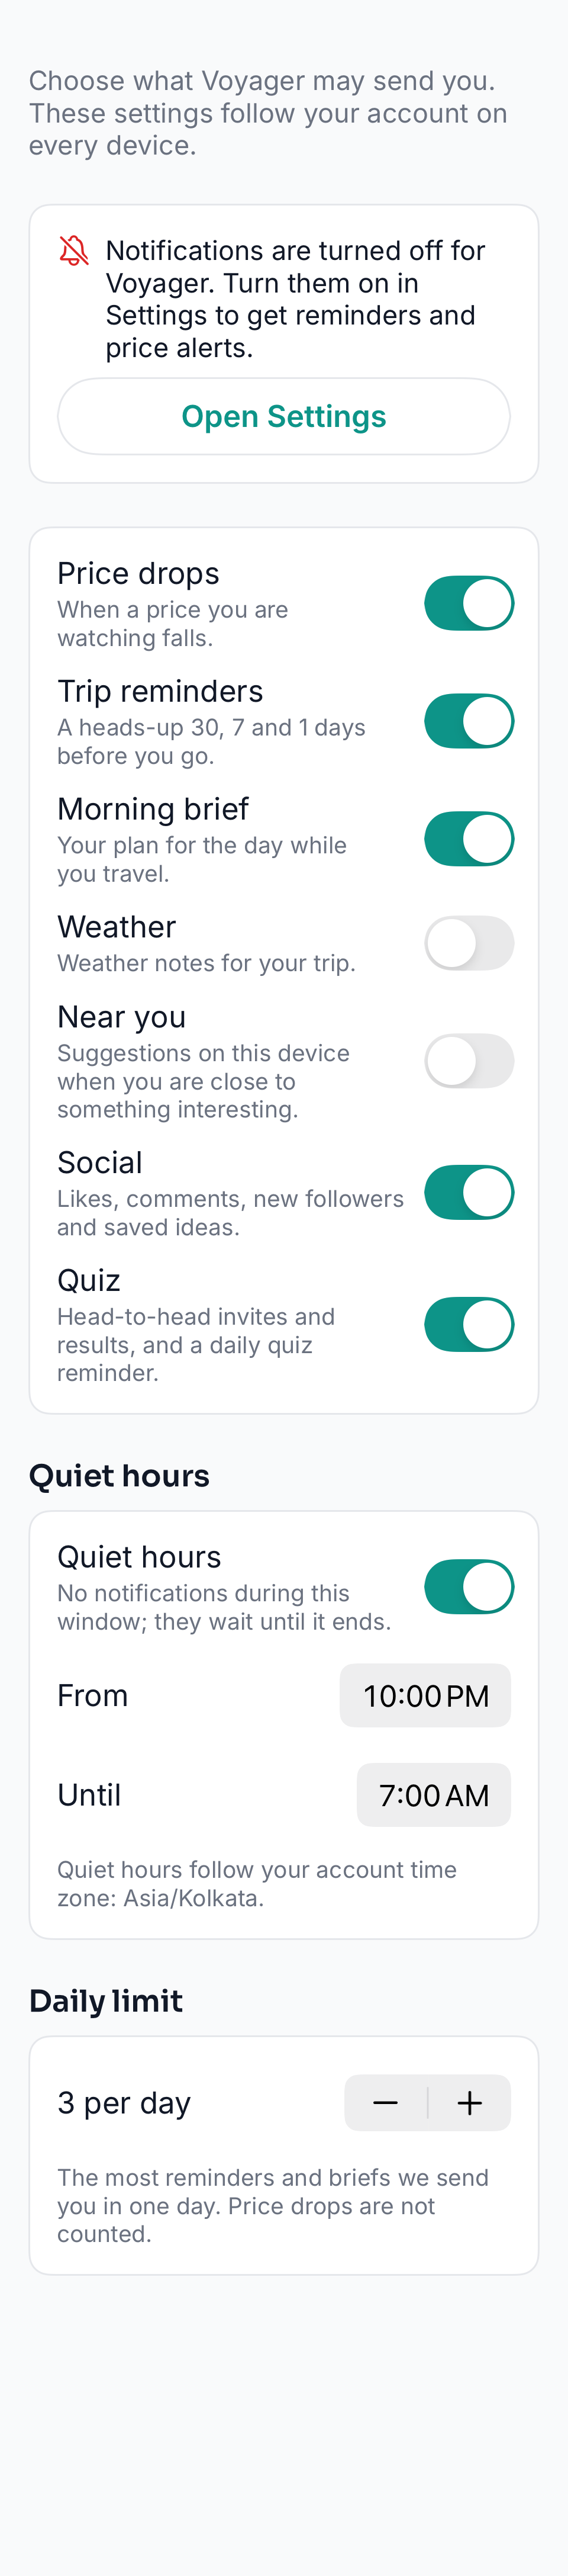 Choose what Voyager may send you.
These settings follow your account on
every device.
Notifications are turned off for
Voyager. Turn them on in
Settings to get reminders and
price alerts.
Open Settings
Price drops
When a price you are
watching falls.
Trip reminders
A heads-up 30, 7 and 1 days
before you go.
Morning brief
Your plan for the day while
you travel.
Weather
Weather notes for your trip.
Near you
Suggestions on this device
when you are close to
something interesting.
Social
Likes, comments, new followers
and saved ideas.
Quiz
Head-to-head invites and
results, and a daily quiz
reminder.
Quiet hours
Quiet hours
No notifications during this
window; they wait until it ends.
From
10:00 PM
Until
7:00 AM
Quiet hours follow your account time
zone: Asia/Kolkata.
Daily limit
3 per day
The most reminders and briefs we send
you in one day. Price drops are not
counted.